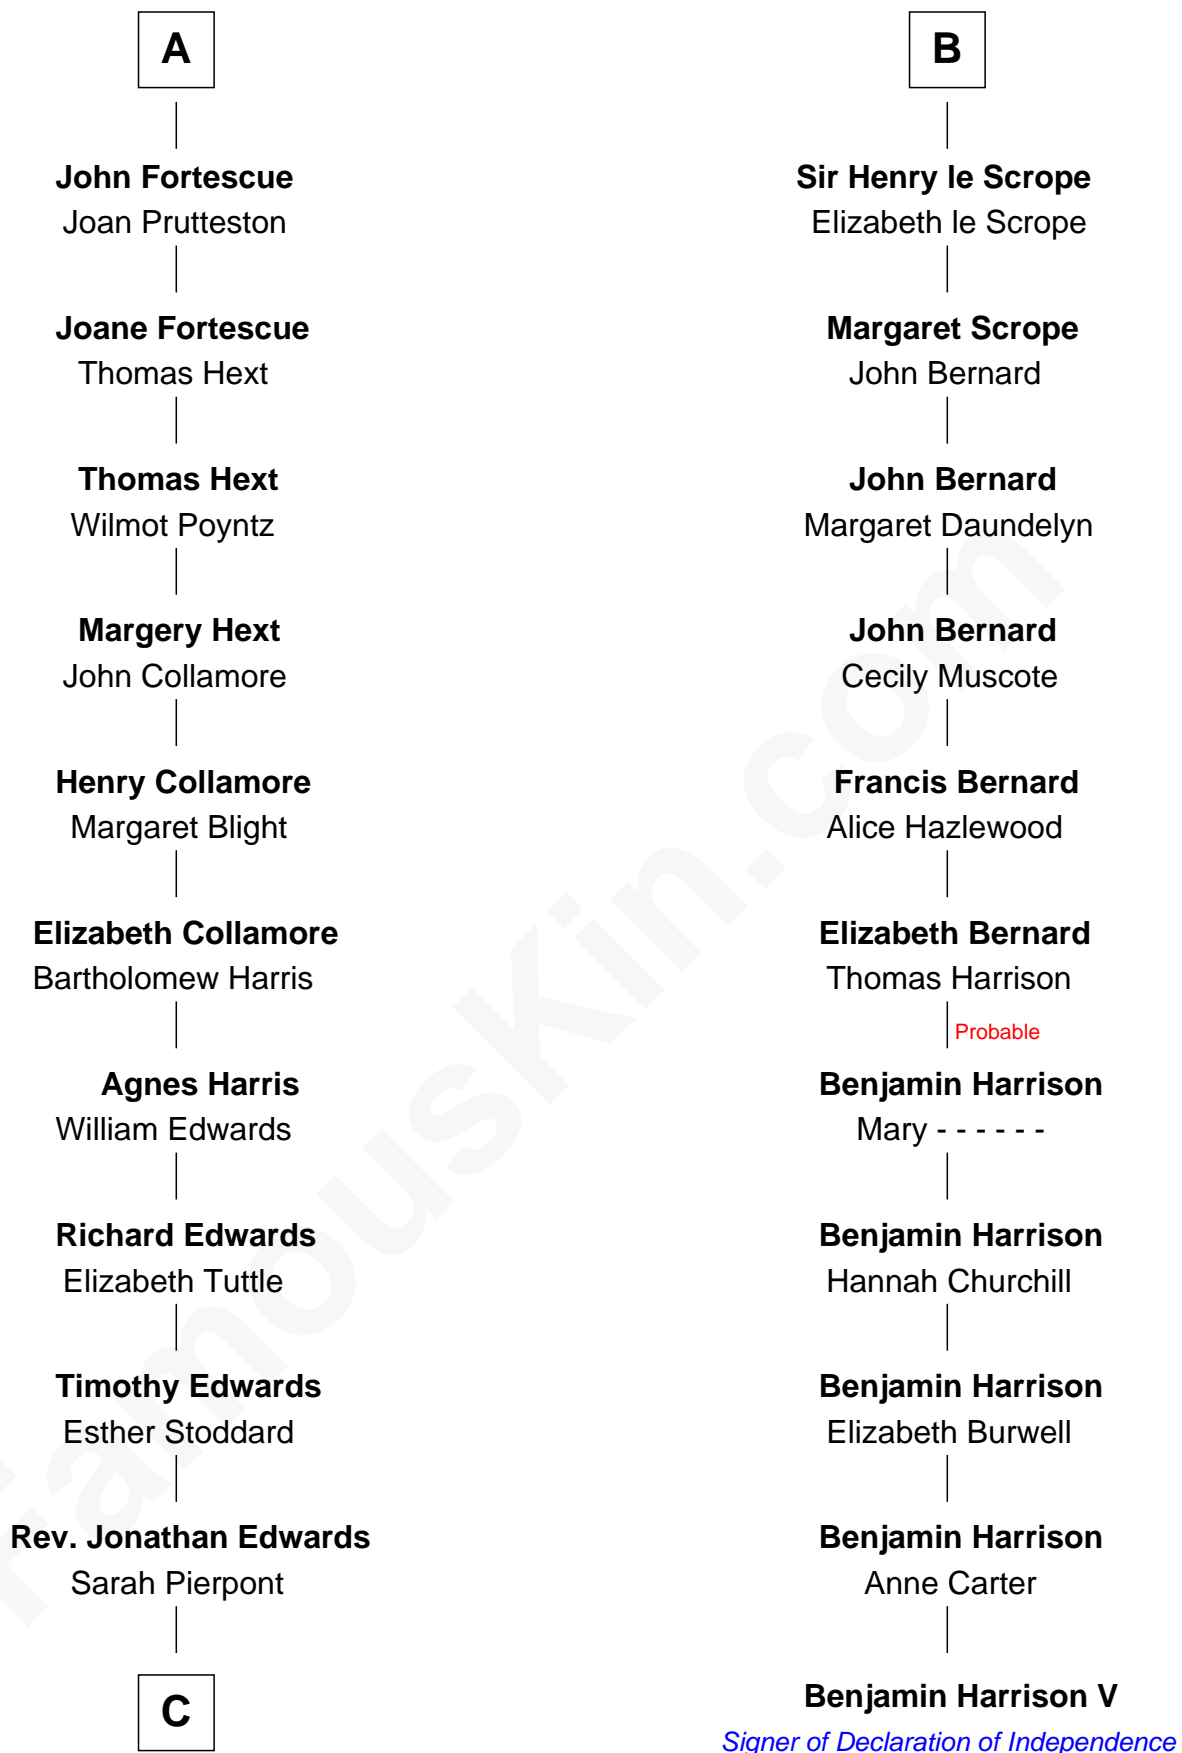 A
John Fortescue
Joan Prutteston
Joane Fortescue
Thomas Hext
Thomas Hext
Wilmot Poyntz
Margery Hext
John Collamore
Henry Collamore
Margaret Blight
Elizabeth Collamore
Bartholomew Harris
Agnes Harris
William Edwards
Richard Edwards
Elizabeth Tuttle
Timothy Edwards
Esther Stoddard
Rev. Jonathan Edwards
Sarah Pierpont
C
B
Sir Henry le Scrope
Elizabeth le Scrope
Margaret Scrope
John Bernard
John Bernard
Margaret Daundelyn
John Bernard
Cecily Muscote
Francis Bernard
Alice Hazlewood
Elizabeth Bernard
Thomas Harrison
Probable
Benjamin Harrison
Mary - - - - - -
Benjamin Harrison
Hannah Churchill
Benjamin Harrison
Elizabeth Burwell
Benjamin Harrison
Anne Carter
Benjamin Harrison V
Signer of Declaration of Independence
FamousKin.com